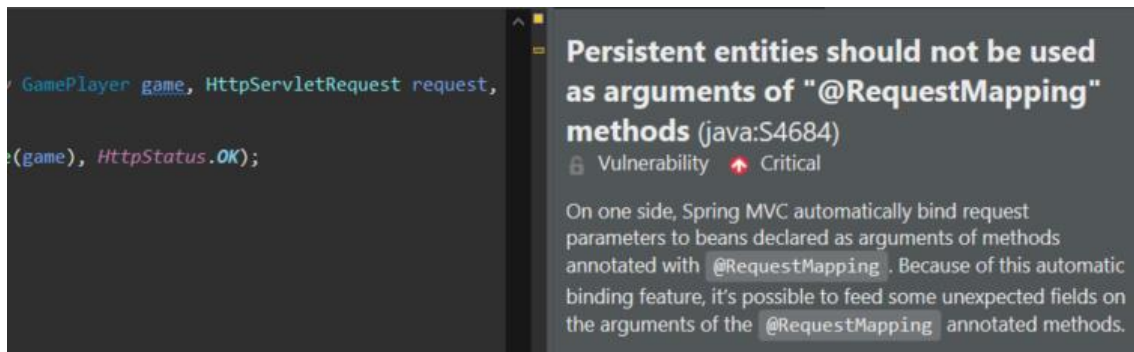 Persistent entities should not be used
as arguments of "@RequestMapping"
methods (java:S4684)
Vulnerability Critical
On one side, Spring MVC automatically bind request
parameters to beans declared as arguments of methods
annotated with @RequestMapping . Because of this automatic
binding feature, it's possible to feed some unexpected fields on
the arguments of the @RequestMapping annotated methods.
GamePlayer game, HttpServletRequest request,
(game), HttpStatus.OK);